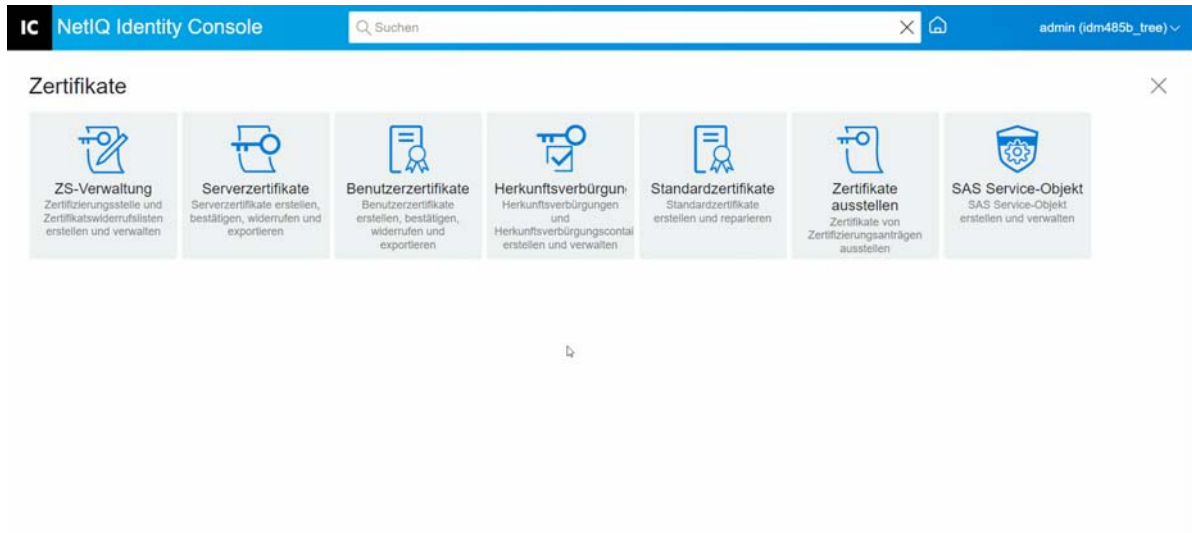 IC NetIQ Identity Console
Suchen
admin (idm485b_tree)
Zertifikate
ZS-Verwaltung
Zertifizierungsstelle und
Zertifikatswiderrufslisten
erstellen und verwalten
Serverzertifikate
Serverzertifikate erstellen,
bestätigen, widerrufen und
exportieren
Benutzerzertifikate
Benutzerzertifikate
erstellen, bestätigen,
widerrufen und
exportieren
Herkunftsverbürgun
Herkunftsverbürgungen
und
Herkunftsverbürgungscontai
erstellen und verwalten
Standardzertifikate
Standardzertifikate
erstellen und reparieren
Zertifikate
ausstellen
Zertifikate von
Zertifizierungsanträgen
ausstellen
SAS Service-Objekt
SAS Service-Objekt
erstellen und verwalten